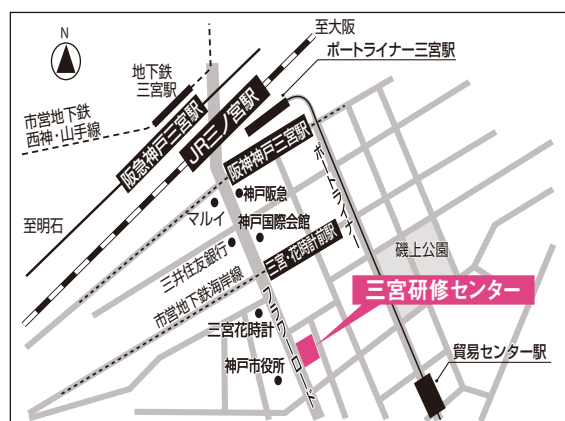 N
至大阪
ポートライナー三宮駅
地下鉄
三宮駅
市営地下鉄
西神・山手線
阪急神戸三宮駅
JR三ノ宮駅
阪神神戸三宮駅
ポートライナー
神戸阪急
マルイ
至明石
神戸国際会館
三井住友銀行
三宮・花時計前駅
磯上公園
市営地下鉄海岸線
三宮研修センター
三宮花時計
フラワーロード
貿易センター駅
神戸市役所